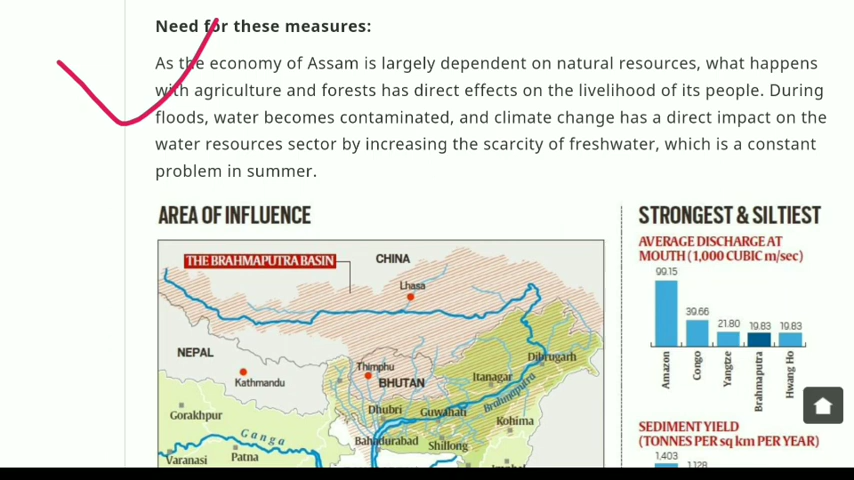 Need for these measures:
As the economy of Assam is largely dependent on natural resources, what happens
with agriculture and forests has direct effects on the livelihood of its people. During
floods, water becomes contaminated, and climate change has a direct impact on the
water resources sector by increasing the scarcity of freshwater, which is a constant
problem in summer.
AREA OF INFLUENCE
THE BRAHMAPUTRA BASIN
CHINA
Lhasa
NEPAL
Kathmandu
Thimphu
BHUTAN
Itanagar
Dibrugarh
Brahmaputra
Dhubri
Guwahati
Kohima
Gorakhpur
Ganga
Bahadurabad
Shillong
Varanasi
Patna
Imphal
STRONGEST & SILTIEST
AVERAGE DISCHARGE AT
MOUTH (1,000 CUBIC m/sec)
99.15
39.66
21.80
19.83
19.83
Amazon
Congo
Yangtze
Brahmaputra
Hwang Ho
SEDIMENT YIELD
(TONNES PER sq km PER YEAR)
1,403
1,128